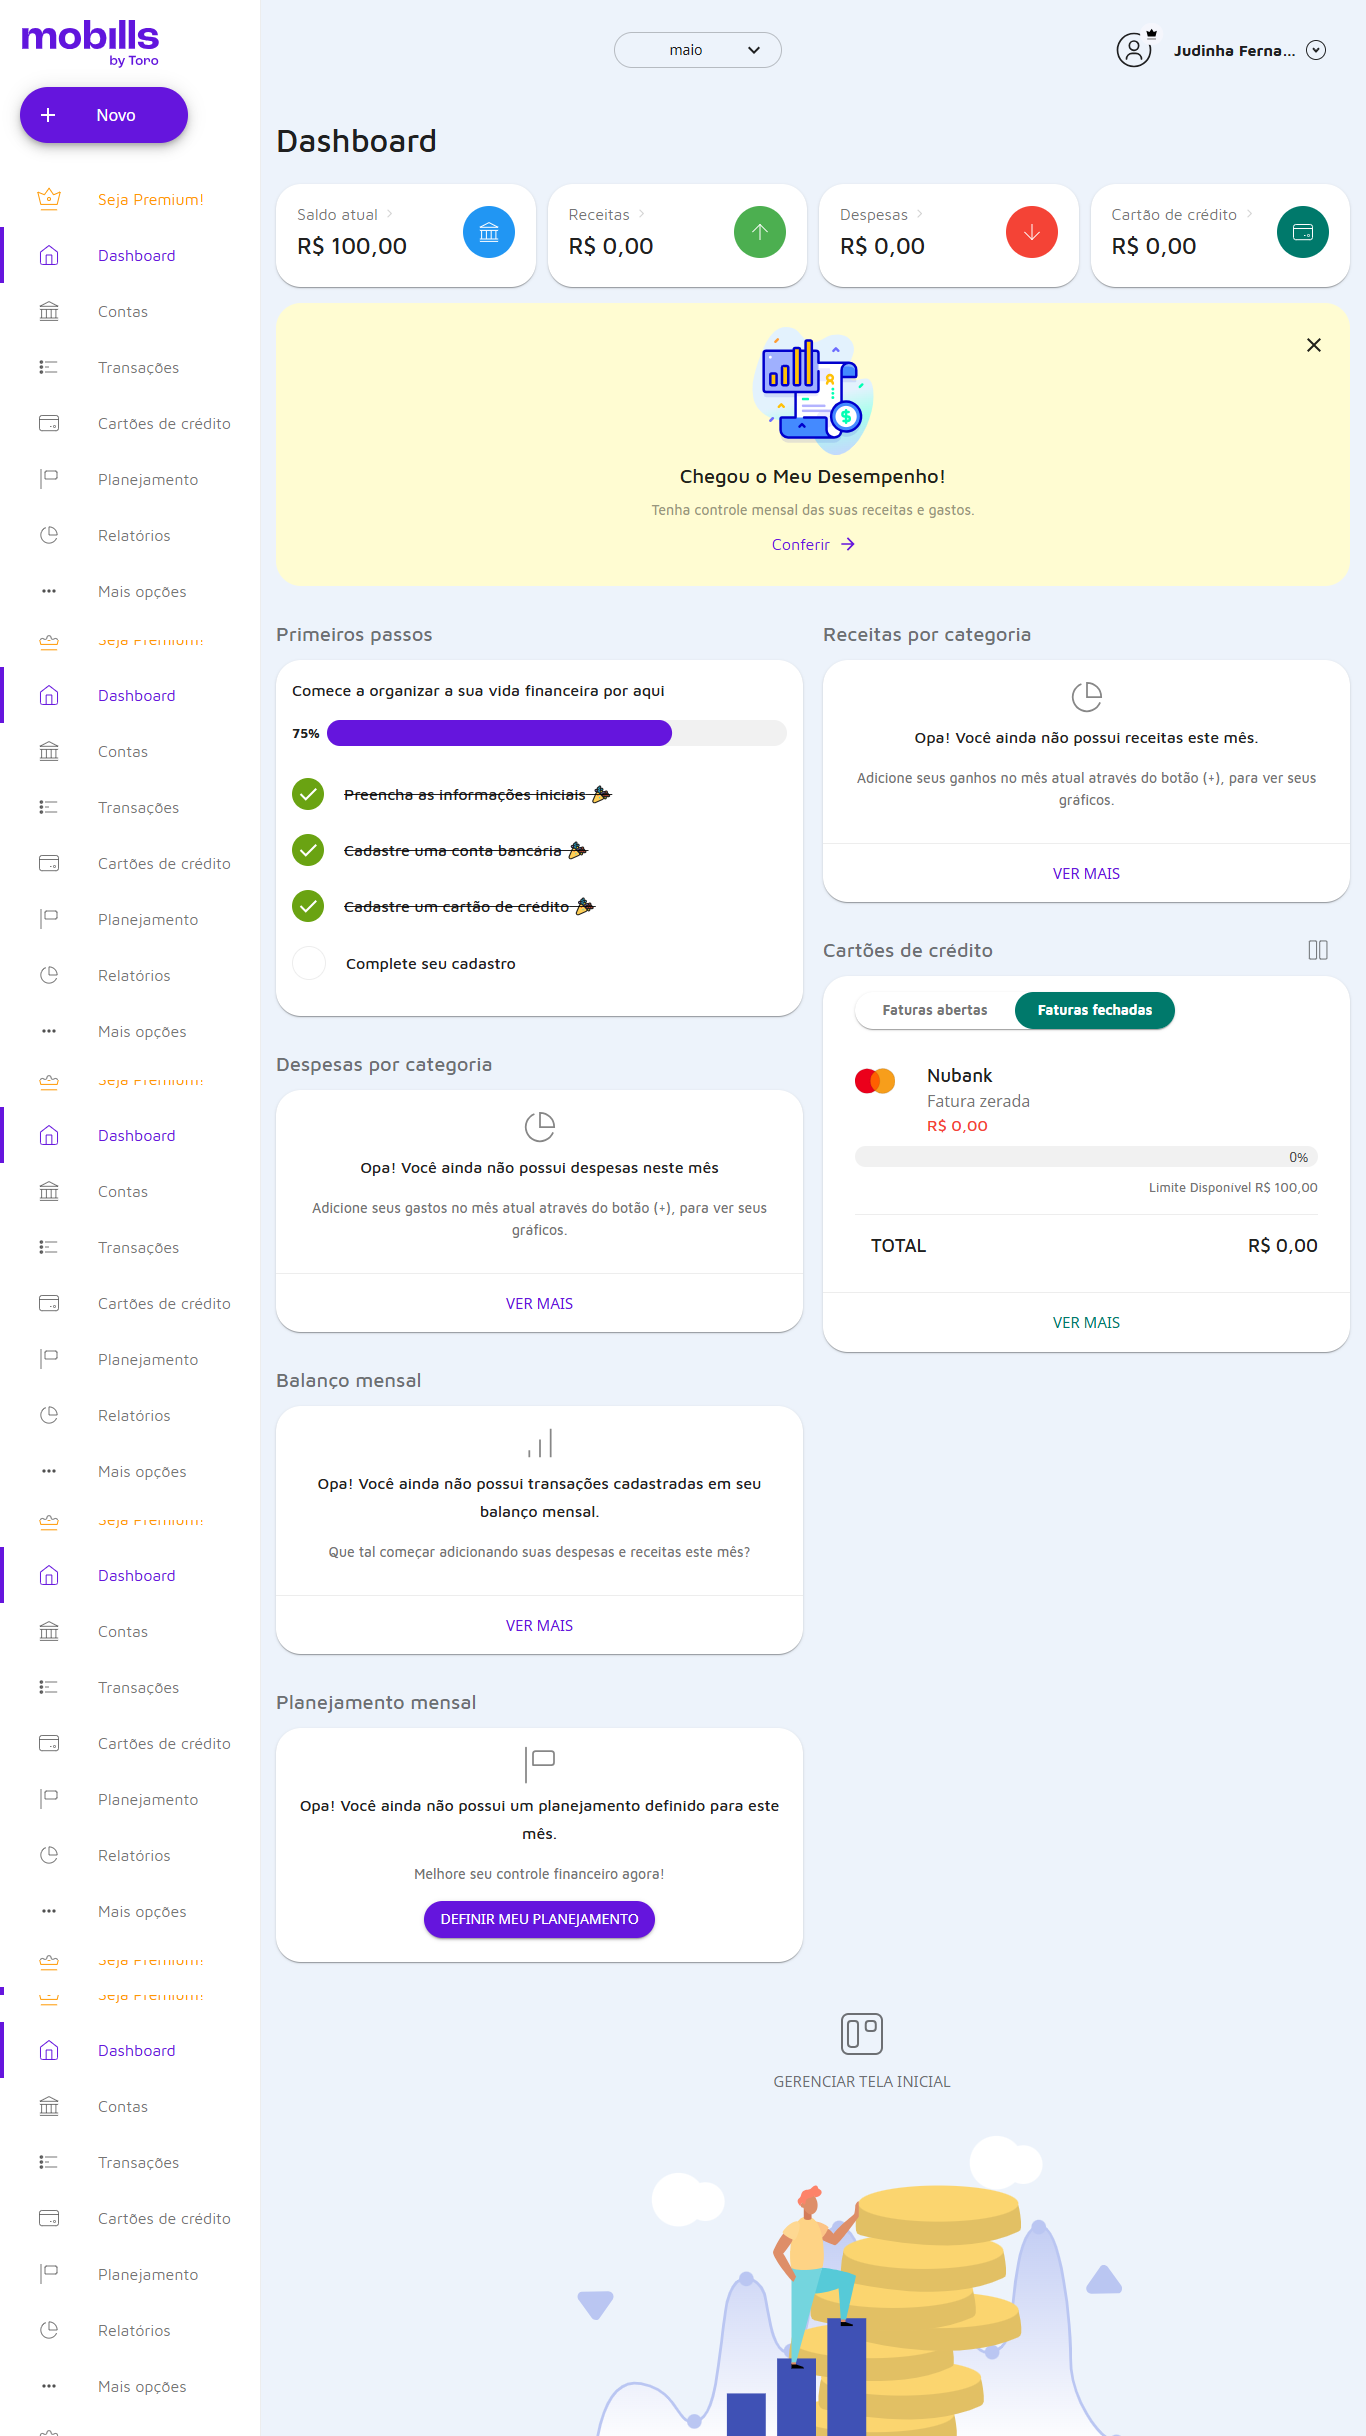 mobills
by Toro
Novo
Seja Premium!
Dashboard
Contas
Transações
Cartões de crédito
Planejamento
Relatórios
Mais opções
Seja Premium!
Dashboard
Contas
Transações
Cartões de crédito
Planejamento
Relatórios
Mais opções
Seja Premium!
Dashboard
Contas
Transações
Cartões de crédito
Planejamento
Relatórios
Mais opções
Seja Premium!
Dashboard
Contas
Transações
Cartões de crédito
Planejamento
Relatórios
Mais opções
Seja Premium!
Seja Premium!
Dashboard
Contas
Transações
Cartões de crédito
Planejamento
Relatórios
Mais opções
maio
Judinha Ferna...
Dashboard
Saldo atual
R$ 100,00
Receitas
R$ 0,00
Despesas
R$ 0,00
Cartão de crédito
R$ 0,00
Chegou o Meu Desempenho!
Tenha controle mensal das suas receitas e gastos.
Conferir
Primeiros passos
Comece a organizar a sua vida financeira por aqui
75%
Preencha as informações iniciais
Cadastre uma conta bancária
Cadastre um cartão de crédito
Complete seu cadastro
Despesas por categoria
Opa! Você ainda não possui despesas neste mês
Adicione seus gastos no mês atual através do botão (+), para ver seus
gráficos.
VER MAIS
Balanço mensal
Opa! Você ainda não possui transações cadastradas em seu
balanço mensal.
Que tal começar adicionando suas despesas e receitas este mês?
VER MAIS
Planejamento mensal
Opa! Você ainda não possui um planejamento definido para este
mês.
Melhore seu controle financeiro agora!
DEFINIR MEU PLANEJAMENTO
Receitas por categoria
Opa! Você ainda não possui receitas este mês.
Adicione seus ganhos no mês atual através do botão (+), para ver seus
gráficos.
VER MAIS
Cartões de crédito
Faturas abertas
Faturas fechadas
Nubank
Fatura zerada
R$ 0,00
0%
Limite Disponível R$ 100,00
TOTAL
R$ 0,00
VER MAIS
GERENCIAR TELA INICIAL